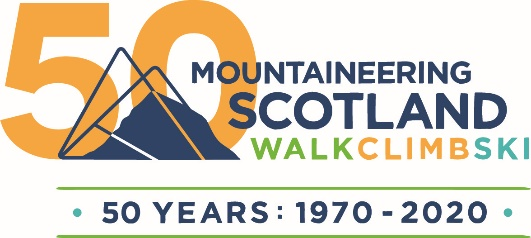 50
MOUNTAINEERING
SCOTLAND
WALKCLIMBSKI
• 50 YEARS: 1970 - 2020 •